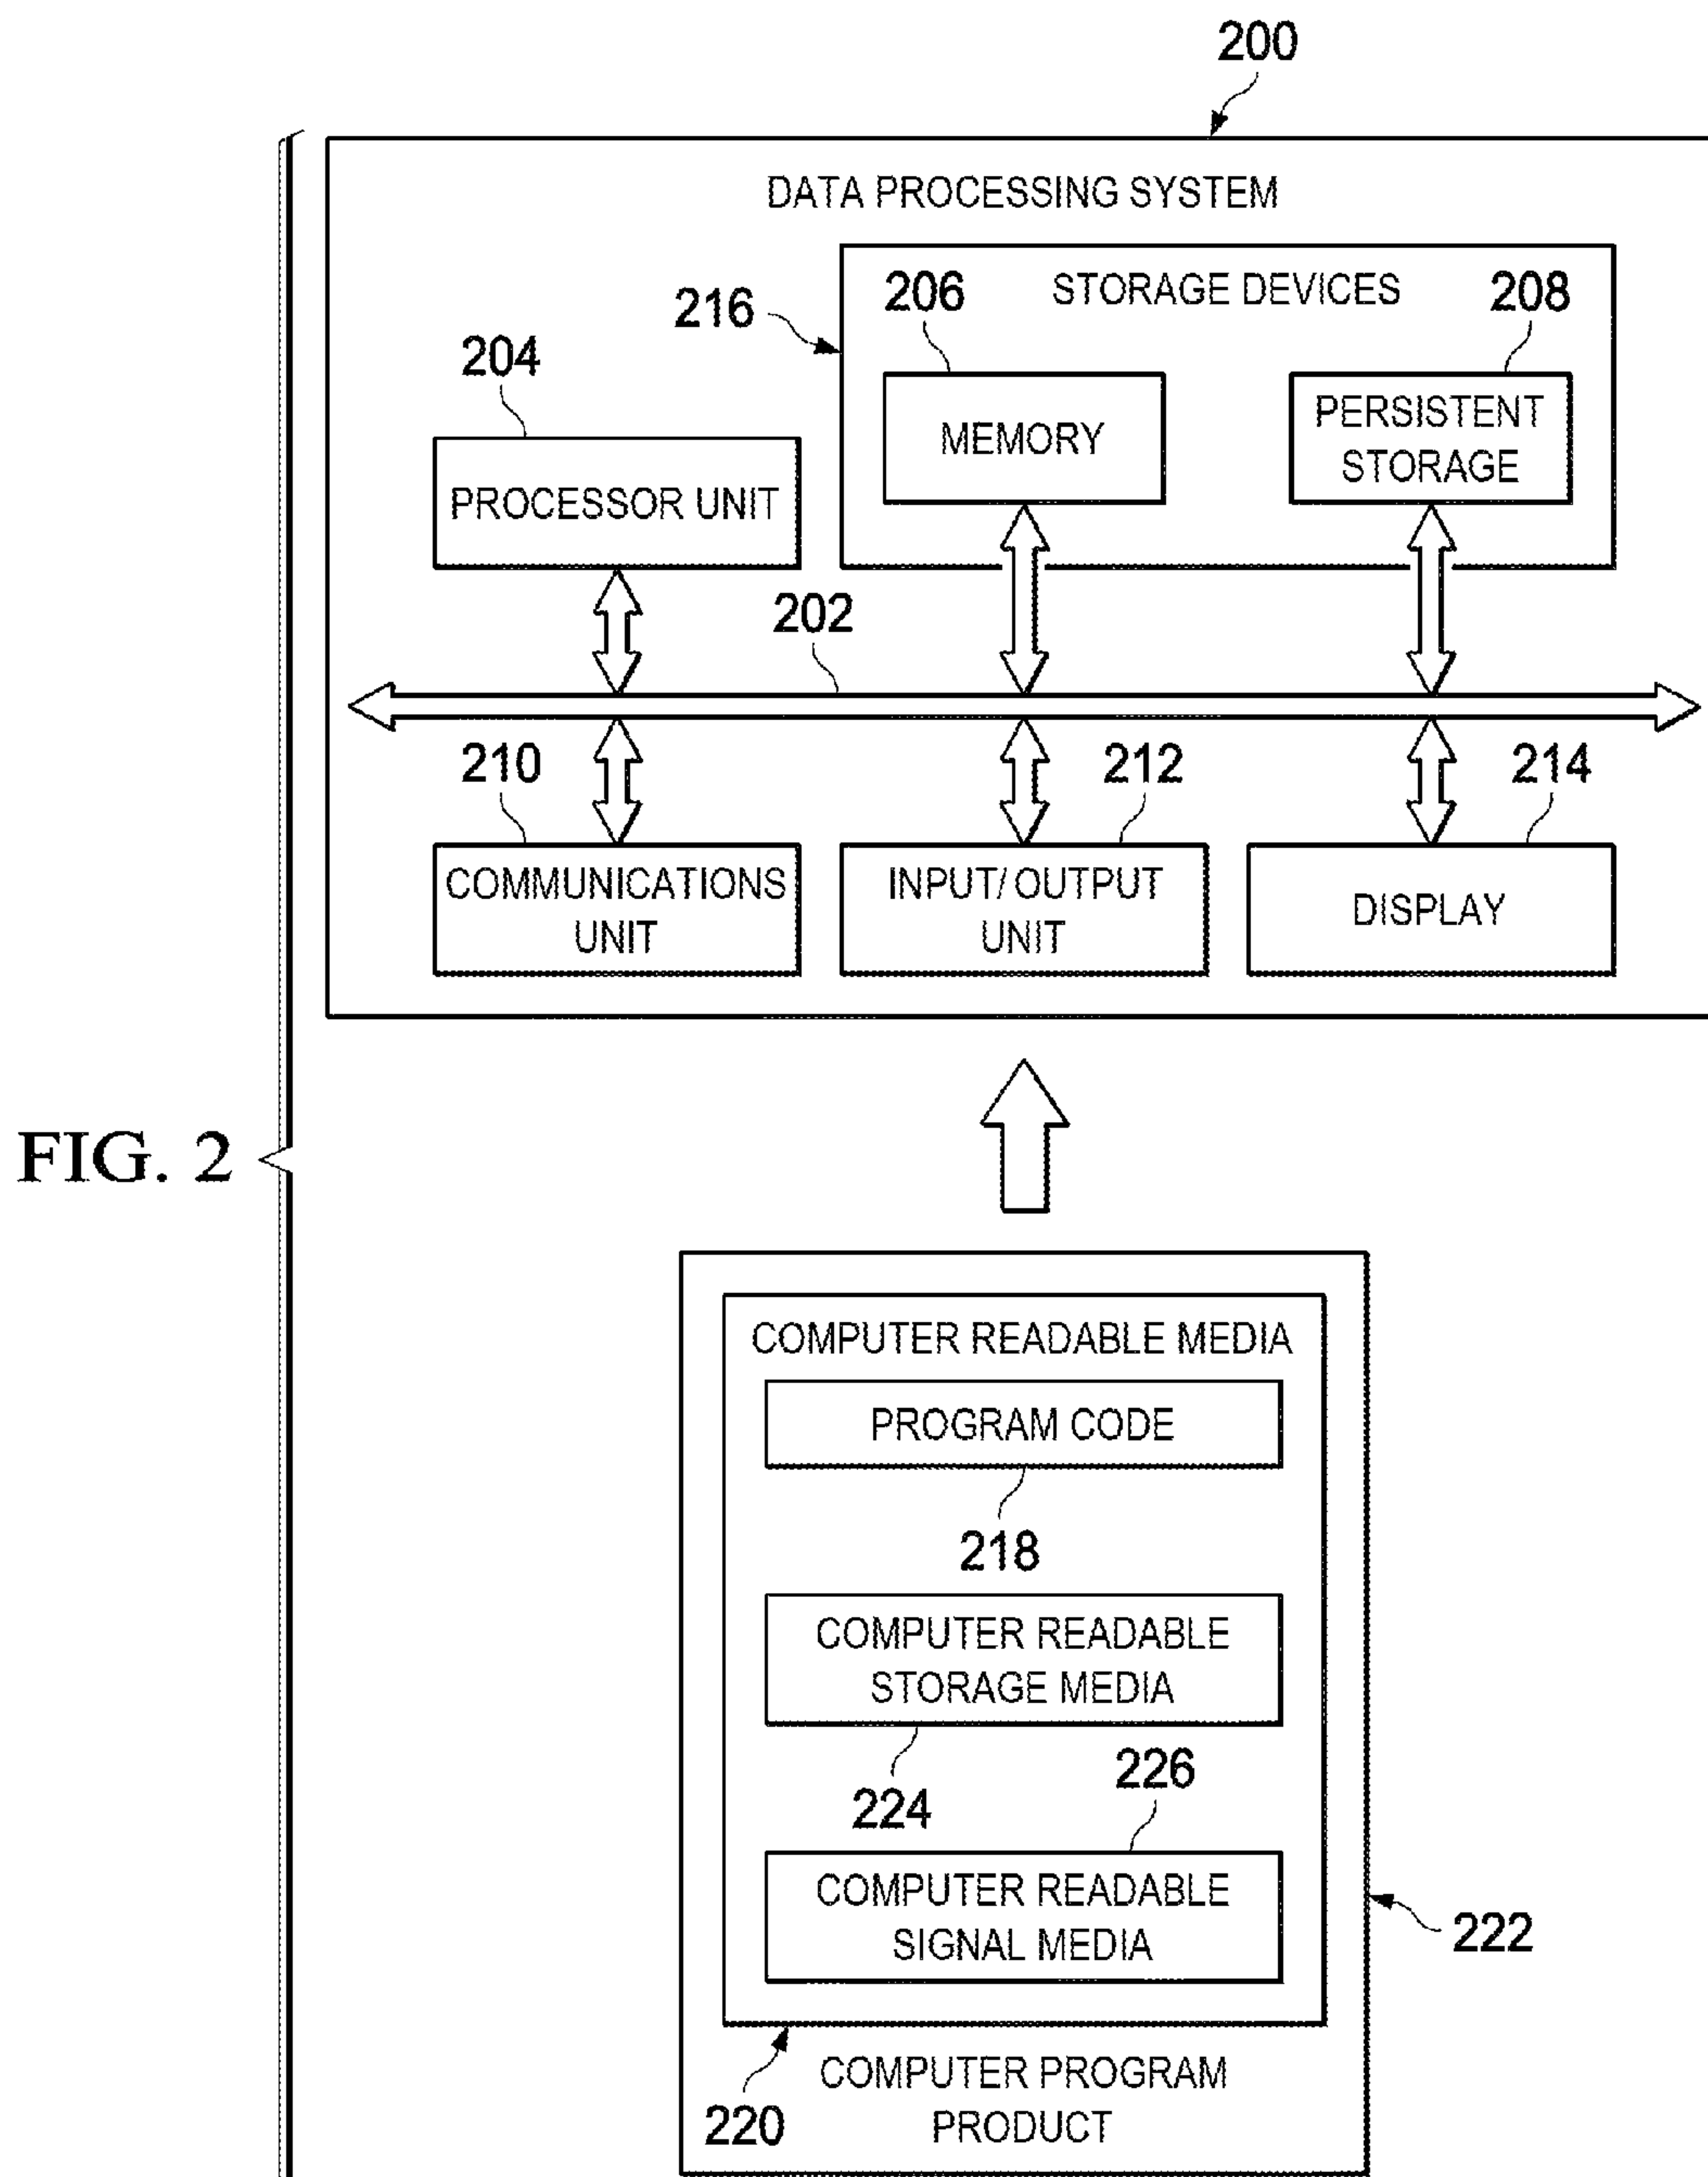 200
DATA PROCESSING SYSTEM
216
206
STORAGE DEVICES
208
204
MEMORY
PERSISTENT
STORAGE
PROCESSOR UNIT
202
210
212
214
COMMUNICATIONS
UNIT
INPUT/ OUTPUT
UNIT
DISPLAY
FIG. 2
COMPUTER READABLE MEDIA
PROGRAM CODE
218
COMPUTER READABLE
STORAGE MEDIA
224
226
COMPUTER READABLE
SIGNAL MEDIA
222
220
COMPUTER PROGRAM
PRODUCT